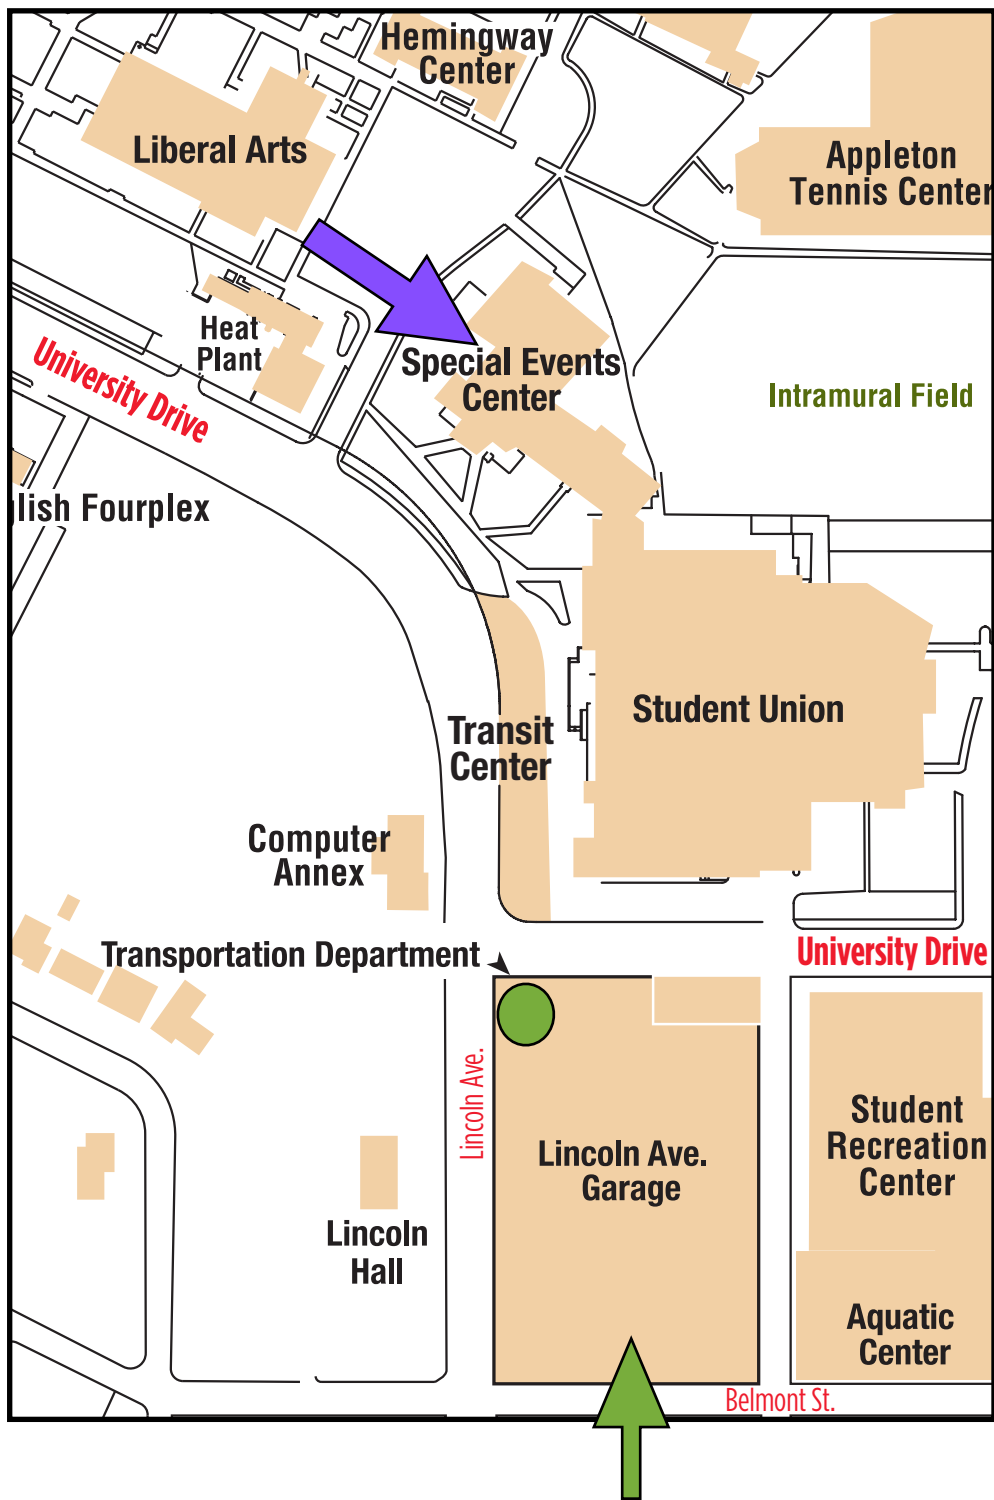 Hemingway
Center
Liberal Arts
Appleton
Tennis Center
Heat
Plant
University Drive
Special Events
Center
Intramural Field
glish Fourplex
Student Union
Transit
Center
Computer
Annex
Transportation Department
University Drive
Lincoln Ave.
Lincoln Ave.
Garage
Student
Recreation
Center
Lincoln
Hall
Aquatic
Center
Belmont St.